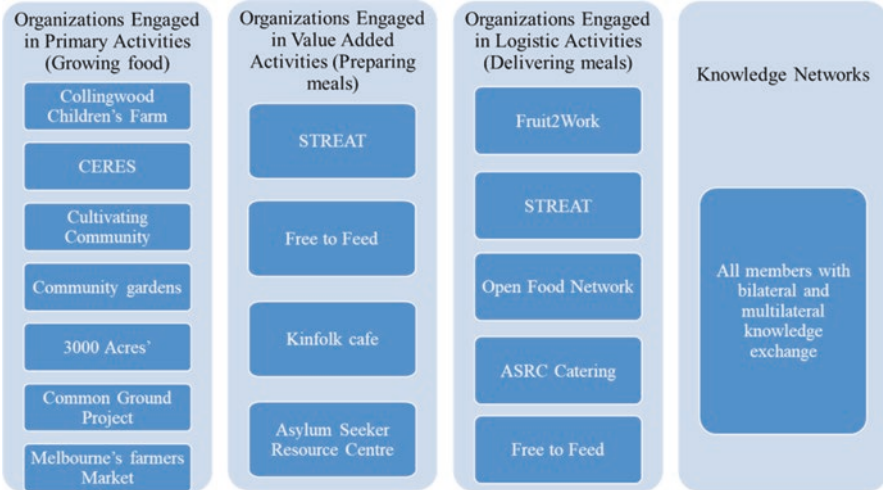 Organizations Engaged
in Primary Activities
(Growing food)
Collingwood
Children's Farm
CERES
Cultivating
Community
Community gardens
3000 Acres'
Common Ground
Project
Melbourne's farmers
Market
Organizations Engaged
in Value Added
Activities (Preparing
meals)
STREAT
Free to Feed
Kinfolk cafe
Asylum Seeker
Resource Centre
Organizations Engaged
in Logistic Activities
(Delivering meals)
Fruit2Work
STREAT
Open Food Network
ASRC Catering
Free to Feed
Knowledge Networks
All members with
bilateral and
multilateral
knowledge
exchange